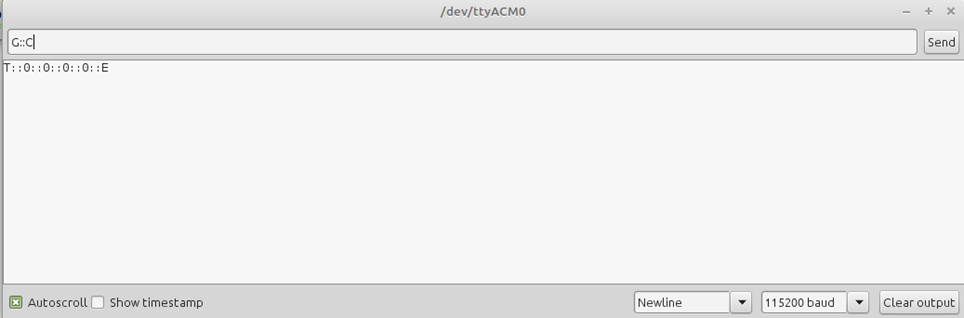 /dev/ttyACM0
G::C
Send
T::0::0::0::0::E
Autoscroll Show timestamp Newline 115200 baud Clear output